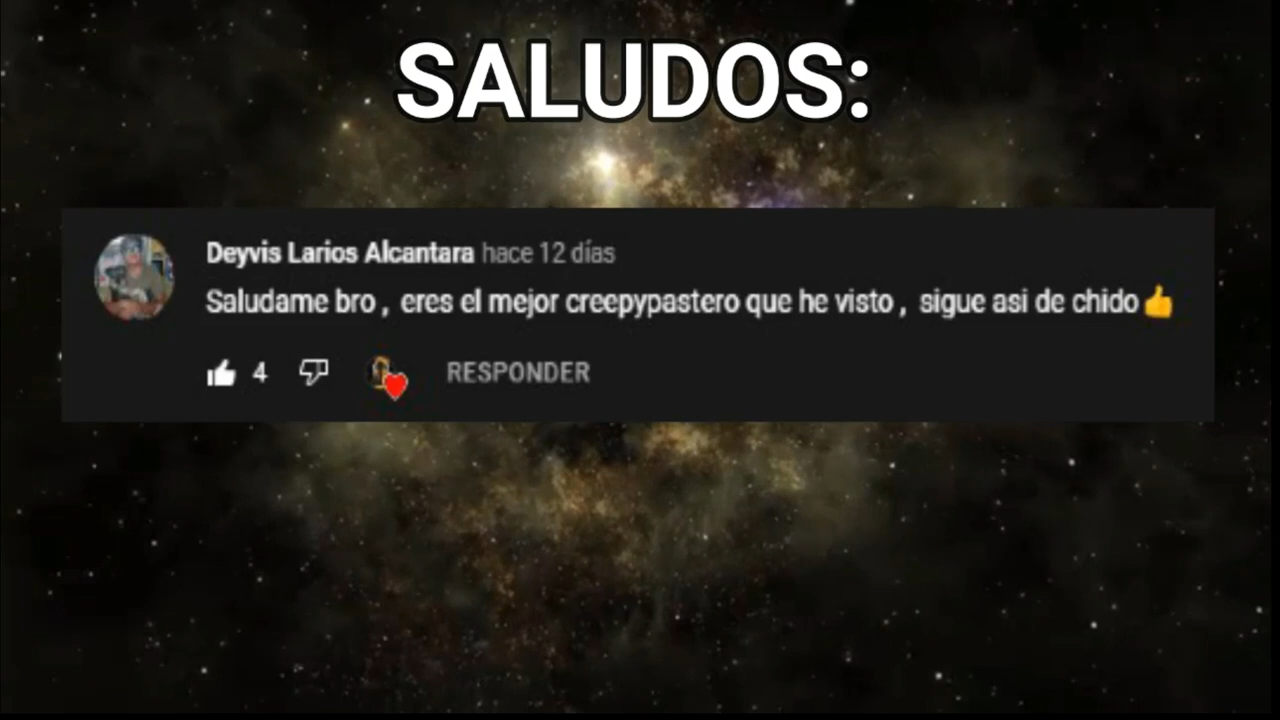 SALUDOS:
Deyvis Larios Alcantara hace 12 días
Saludame bro , eres el mejor creepypastero que he visto , sigue asi de chido👍
4 RESPONDER